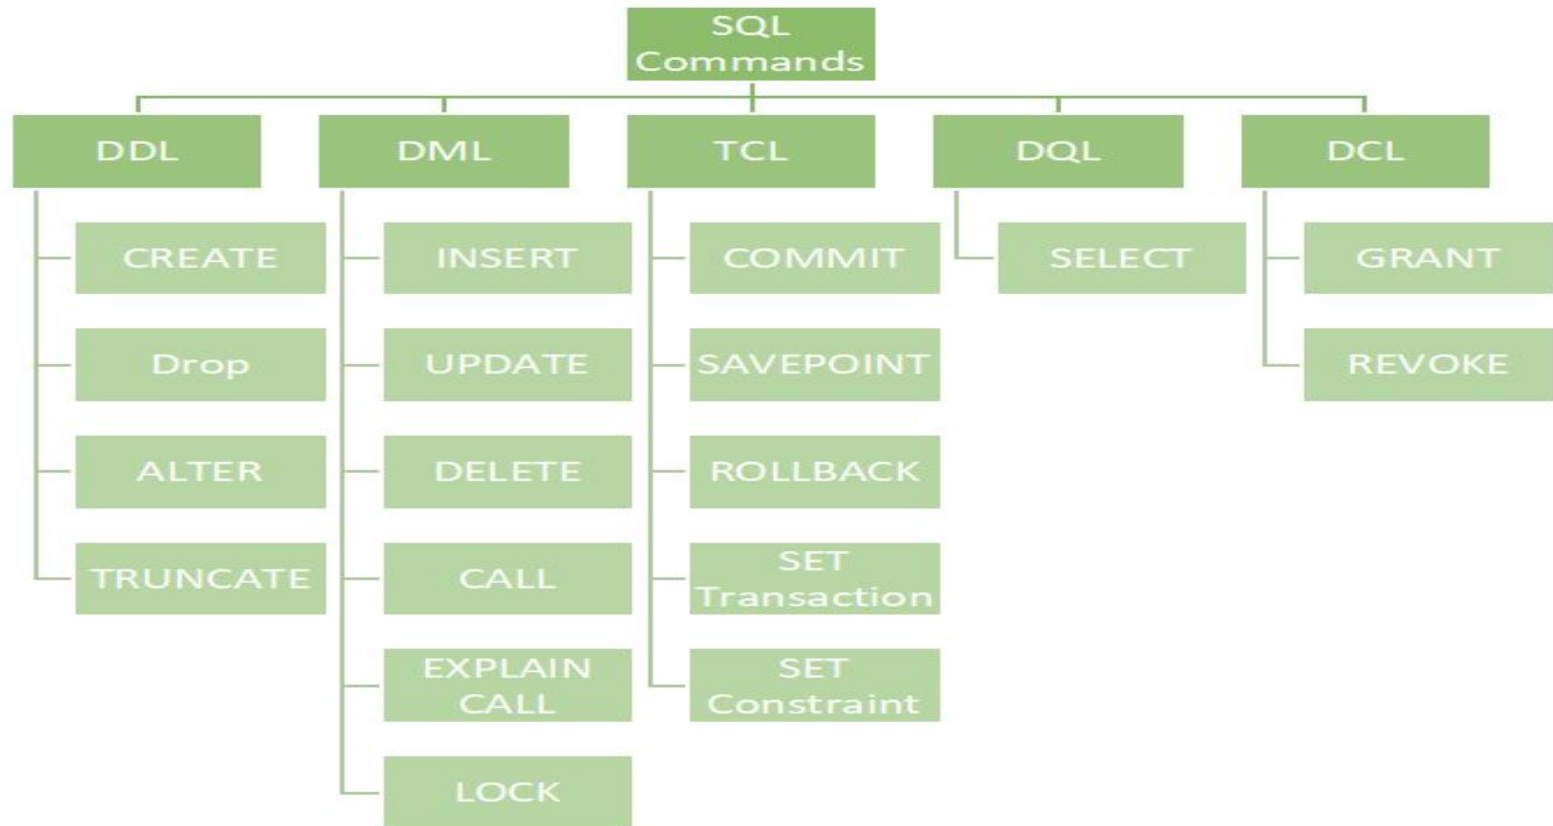 SQL
Commands
DDL
DML
TCL
DQL
DCL
CREATE
INSERT
COMMIT
SELECT
GRANT
Drop
UPDATE
SAVEPOINT
REVOKE
ALTER
DELETE
ROLLBACK
TRUNCATE
CALL
SET
Transaction
EXPLAIN
CALL
SET
Constraint
LOCK